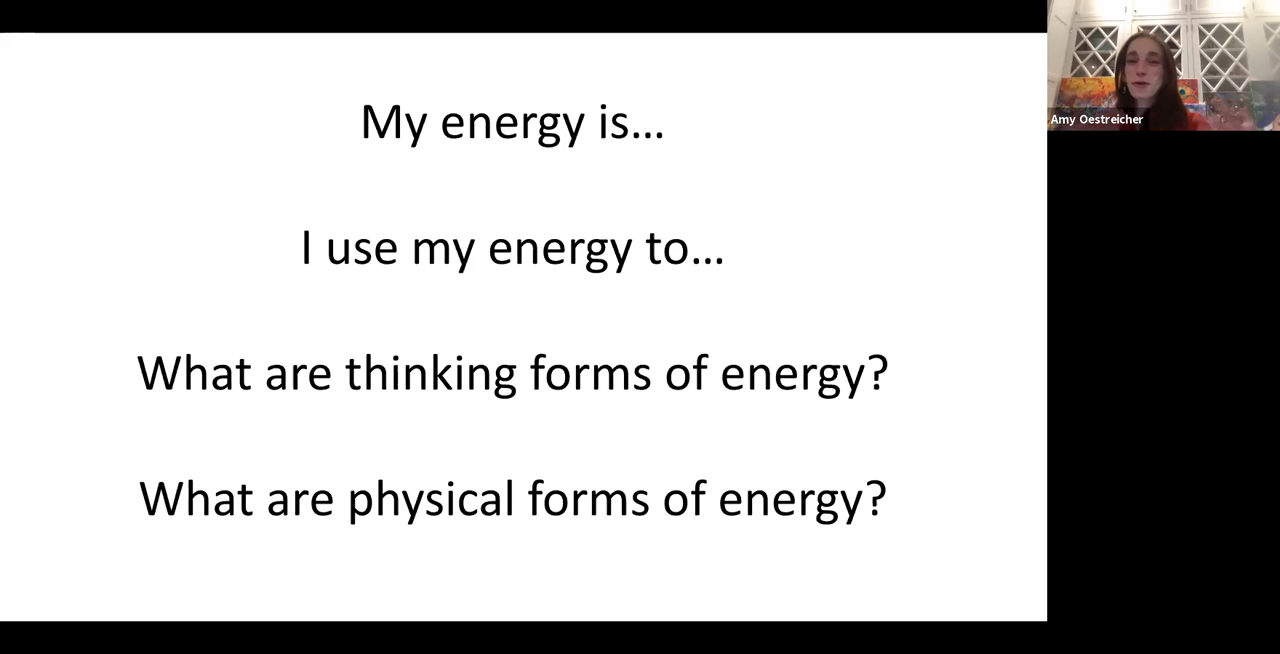 My energy is...
I use my energy to...
What are thinking forms of energy?
What are physical forms of energy?
Amy Oestreicher